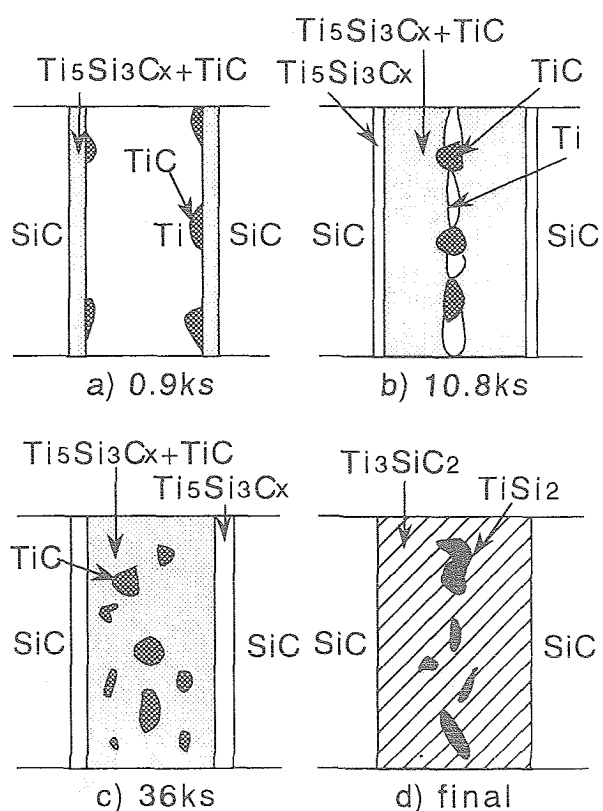 Ti5Si3Cx+TiC
TiC
SiC
Ti
SiC
a) 0.9ks
Ti5Si3Cx+TiC
Ti5Si3Cx
TiC
Ti
SiC
SiC
b) 10.8ks
Ti5Si3Cx+TiC
Ti5Si3Cx
TiC
SiC
SiC
c) 36ks
Ti3SiC2
TiSi2
SiC
SiC
d) final